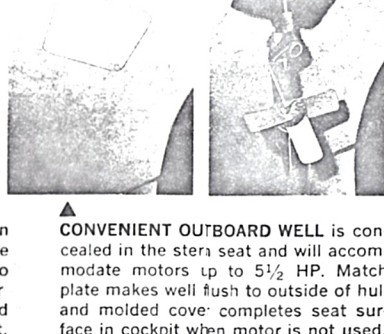 CONVENIENT OUTBOARD WELL is con
cealed in the stern seat and will accom
modate motors up to 5½ HP. Match
plate makes well flush to outside of hul
and molded cover completes seat sur
face in cockpit when motor is not used